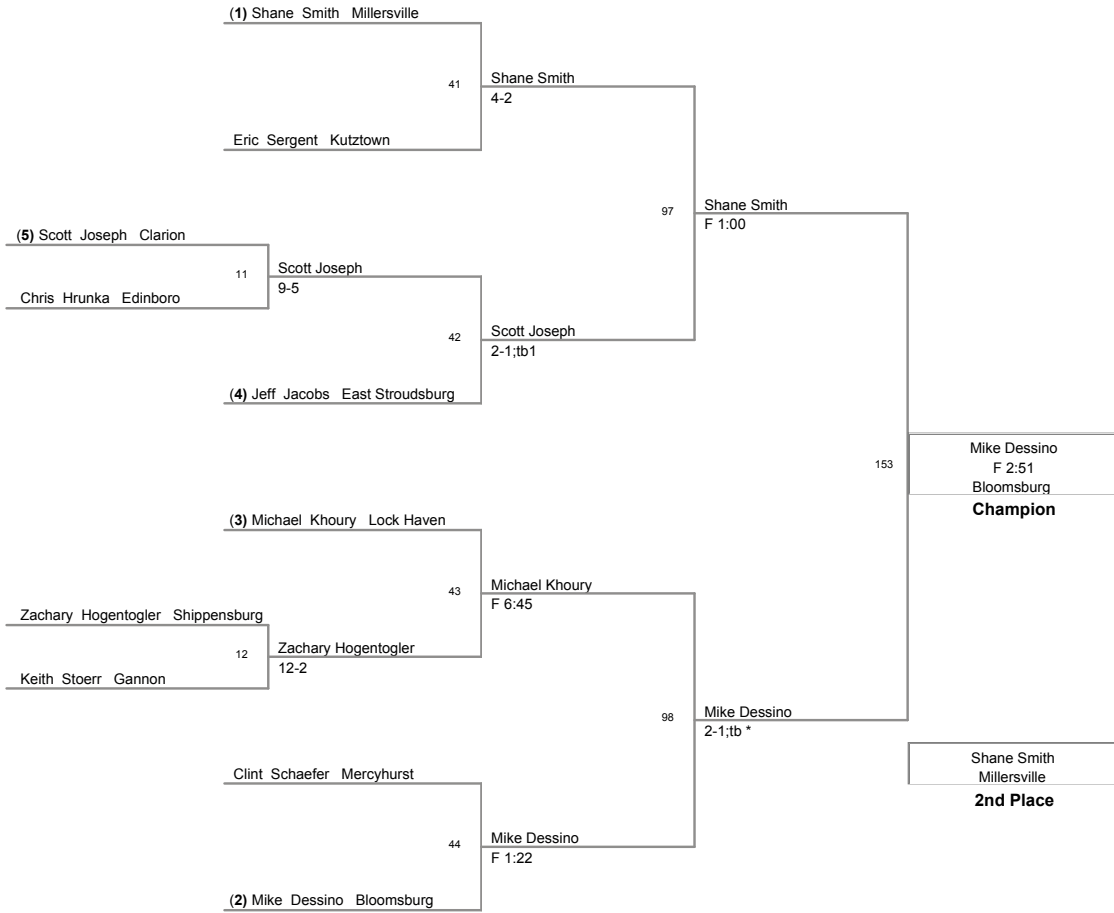 (1) Shane Smith Millersville
41
Shane Smith
4-2
Eric Sergent Kutztown
97
Shane Smith
F 1:00
(5) Scott Joseph Clarion
11
Scott Joseph
9-5
Chris Hrunka Edinboro
42
Scott Joseph
2-1;tb1
(4) Jeff Jacobs East Stroudsburg
153
Mike Dessino
F 2:51
Bloomsburg
Champion
(3) Michael Khoury Lock Haven
43
Michael Khoury
F 6:45
Zachary Hogentogler Shippensburg
12
Zachary Hogentogler
12-2
Keith Stoerr Gannon
98
Mike Dessino
2-1;tb *
Clint Schaefer Mercyhurst
44
Mike Dessino
F 1:22
(2) Mike Dessino Bloomsburg
Shane Smith
Millersville
2nd Place